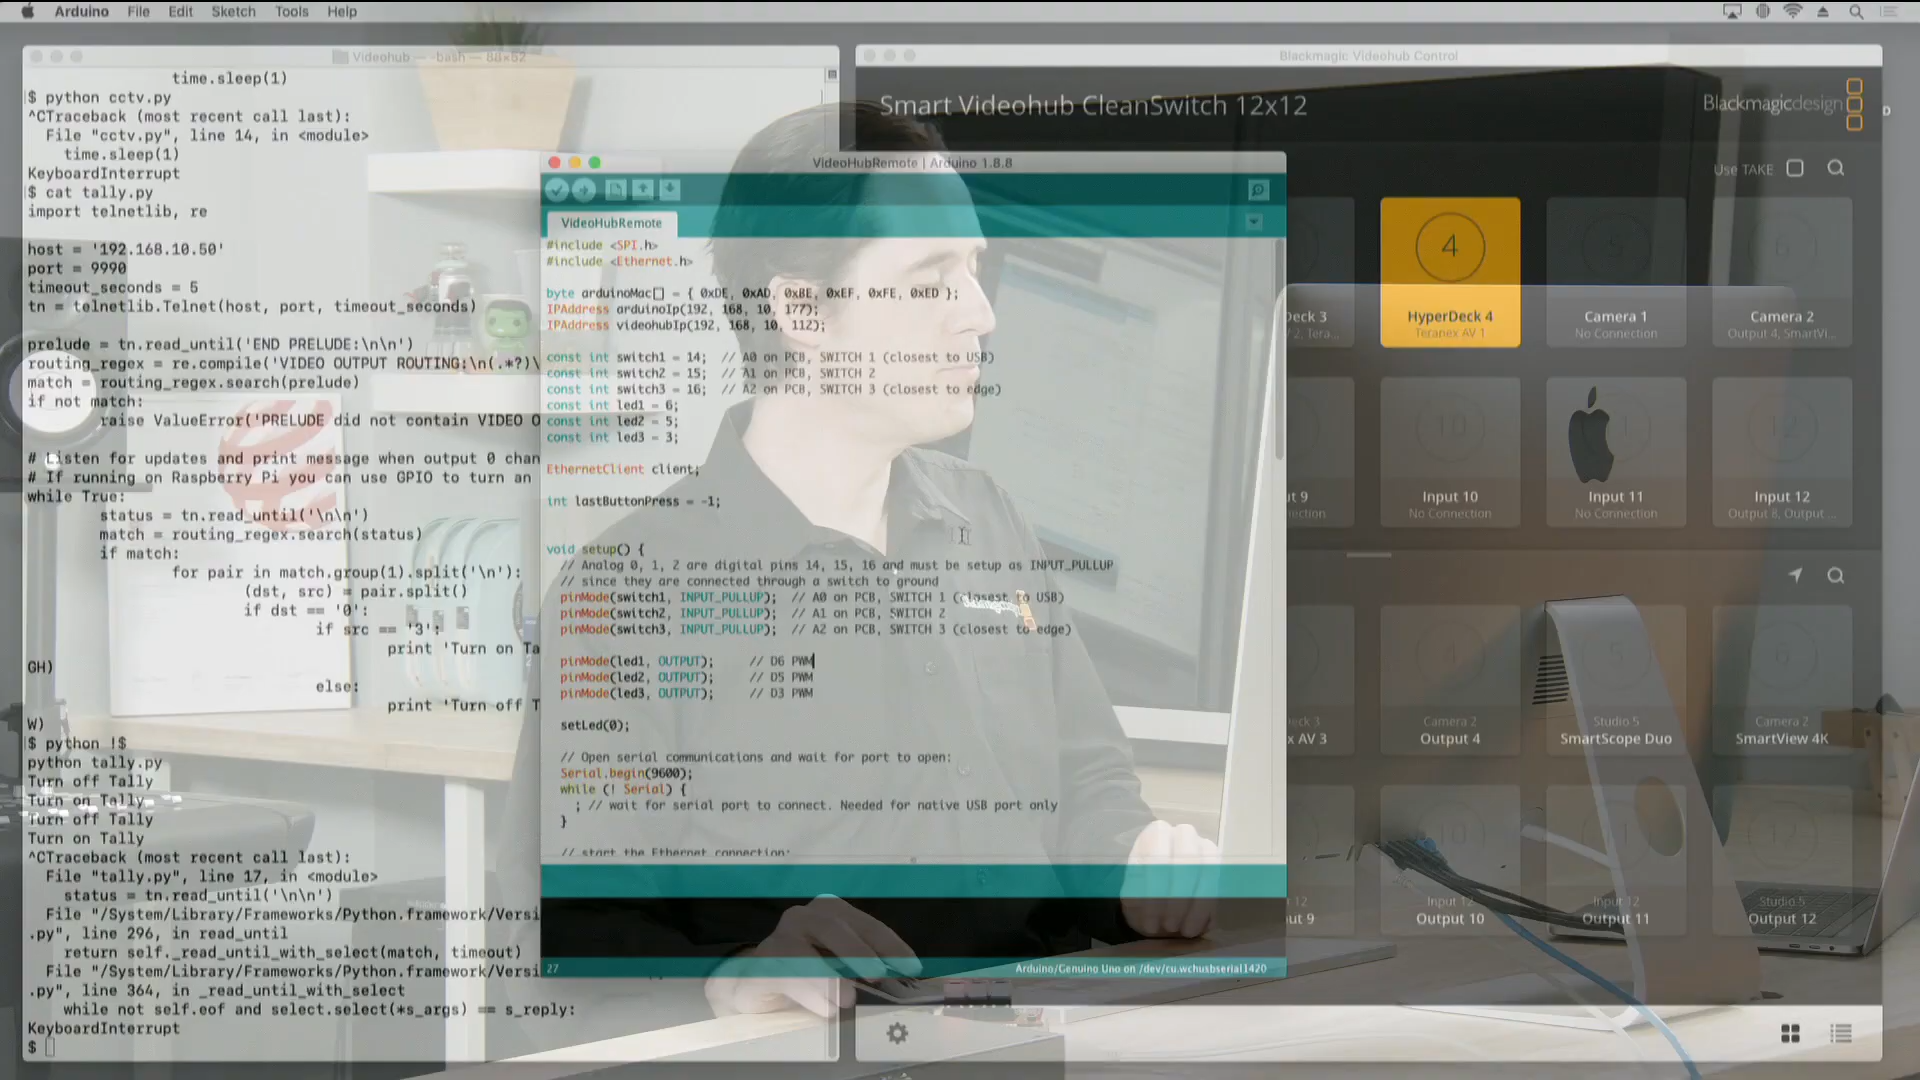 Arduino File Edit Sketch Tools Help
Videohub — -bash — 88×52
time.sleep(1)
$ python cctv.py
^CTraceback (most recent call last):
File "cctv.py", line 14, in <module>
time.sleep(1)
KeyboardInterrupt
$ cat tally.py
import telnetlib, re
host = '192.168.10.50'
port = 9990
timeout_seconds = 5
tn = telnetlib.Telnet(host, port, timeout_seconds)
prelude = tn.read_until('END PRELUDE:\n\n')
routing_regex = re.compile('VIDEO OUTPUT ROUTING:\n(.*?)\
match = routing_regex.search(prelude)
if not match:
raise ValueError('PRELUDE did not contain VIDEO O
# Listen for updates and print message when output 0 chan
# If running on Raspberry Pi you can use GPIO to turn an
while True:
status = tn.read_until('\n\n')
match = routing_regex.search(status)
if match:
for pair in match.group(1).split('\n'):
(dst, src) = pair.split()
if dst == '0':
if src == '3':
print 'Turn on Ta
GH)
else:
print 'Turn off T
W)
$ python !$
python tally.py
Turn off Tally
Turn on Tally
Turn off Tally
Turn on Tally
^CTraceback (most recent call last):
File "tally.py", line 17, in <module>
status = tn.read_until('\n\n')
File "/System/Library/Frameworks/Python.framework/Versi
.py", line 296, in read_until
return self._read_until_with_select(match, timeout)
File "/System/Library/Frameworks/Python.framework/Versi
.py", line 364, in _read_until_with_select
while not self.eof and select.select(*s_args) == s_reply:
KeyboardInterrupt
$
VideoHubRemote | Arduino 1.8.8
VideoHubRemote
#include <SPI.h>
#include <Ethernet.h>
byte arduinoMac[] = { 0xDE, 0xAD, 0xBE, 0xEF, 0xFE, 0xED };
IPAddress arduinoIp(192, 168, 10, 177);
IPAddress videohubIp(192, 168, 10, 112);
const int switch1 = 14; // A0 on PCB, SWITCH 1 (closest to USB)
const int switch2 = 15; // A1 on PCB, SWITCH 2
const int switch3 = 16; // A2 on PCB, SWITCH 3 (closest to edge)
const int led1 = 6;
const int led2 = 5;
const int led3 = 3;
EthernetClient client;
int lastButtonPress = -1;
void setup() {
// Analog 0, 1, 2 are digital pins 14, 15, 16 and must be setup as INPUT_PULLUP
// since they are connected through a switch to ground
pinMode(switch1, INPUT_PULLUP); // A0 on PCB, SWITCH 1 (closest to USB)
pinMode(switch2, INPUT_PULLUP); // A1 on PCB, SWITCH 2
pinMode(switch3, INPUT_PULLUP); // A2 on PCB, SWITCH 3 (closest to edge)
pinMode(led1, OUTPUT); // D6 PWM
pinMode(led2, OUTPUT); // D5 PWM
pinMode(led3, OUTPUT); // D3 PWM
setLed(0);
// Open serial communications and wait for port to open:
Serial.begin(9600);
while (! Serial) {
; // wait for serial port to connect. Needed for native USB port only
}
// start the Ethernet connection:
27
Arduino/Genuino Uno on /dev/cu.wchusbserial1420
Blackmagic Videohub Control
Smart Videohub CleanSwitch 12x12
Blackmagicdesign
Use TAKE
4 5 6
Deck 3 HyperDeck 4 Camera 1 Camera 2
2, Tera... Teranex AV 1 No Connection Output 4, SmartVi...
10 12
ut 9 Input 10 Input 11 Input 12
nection No Connection No Connection Output 8, Output ...
5 6
eck 3 Camera 2 Studio 5 Camera 2
x AV 3 Output 4 SmartScope Duo SmartView 4K
10 11 12
t 9 Input 12 Input 12 Studio 5
ut 9 Output 10 Output 11 Output 12